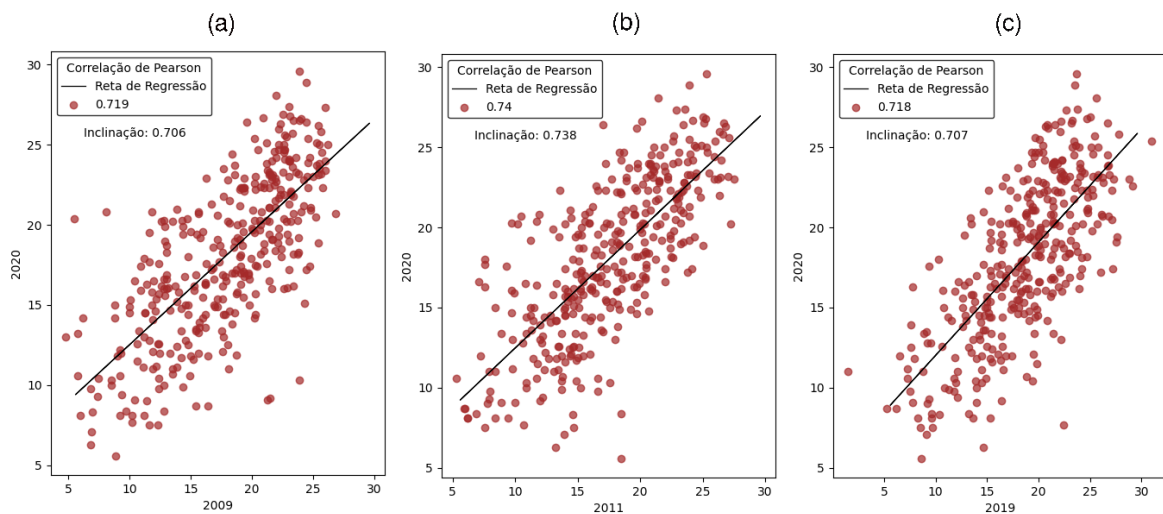 (a)
(b)
(c)
Correlação de Pearson
Reta de Regressão
0.719
Inclinação: 0.706
30
25
20
15
10
5
2020
5 10 15 20 25 30
2009
Correlação de Pearson
Reta de Regressão
0.74
Inclinação: 0.738
30
25
20
15
10
5
2020
5 10 15 20 25 30
2011
Correlação de Pearson
Reta de Regressão
0.718
Inclinação: 0.707
30
25
20
15
10
5
2020
5 10 15 20 25 30
2019